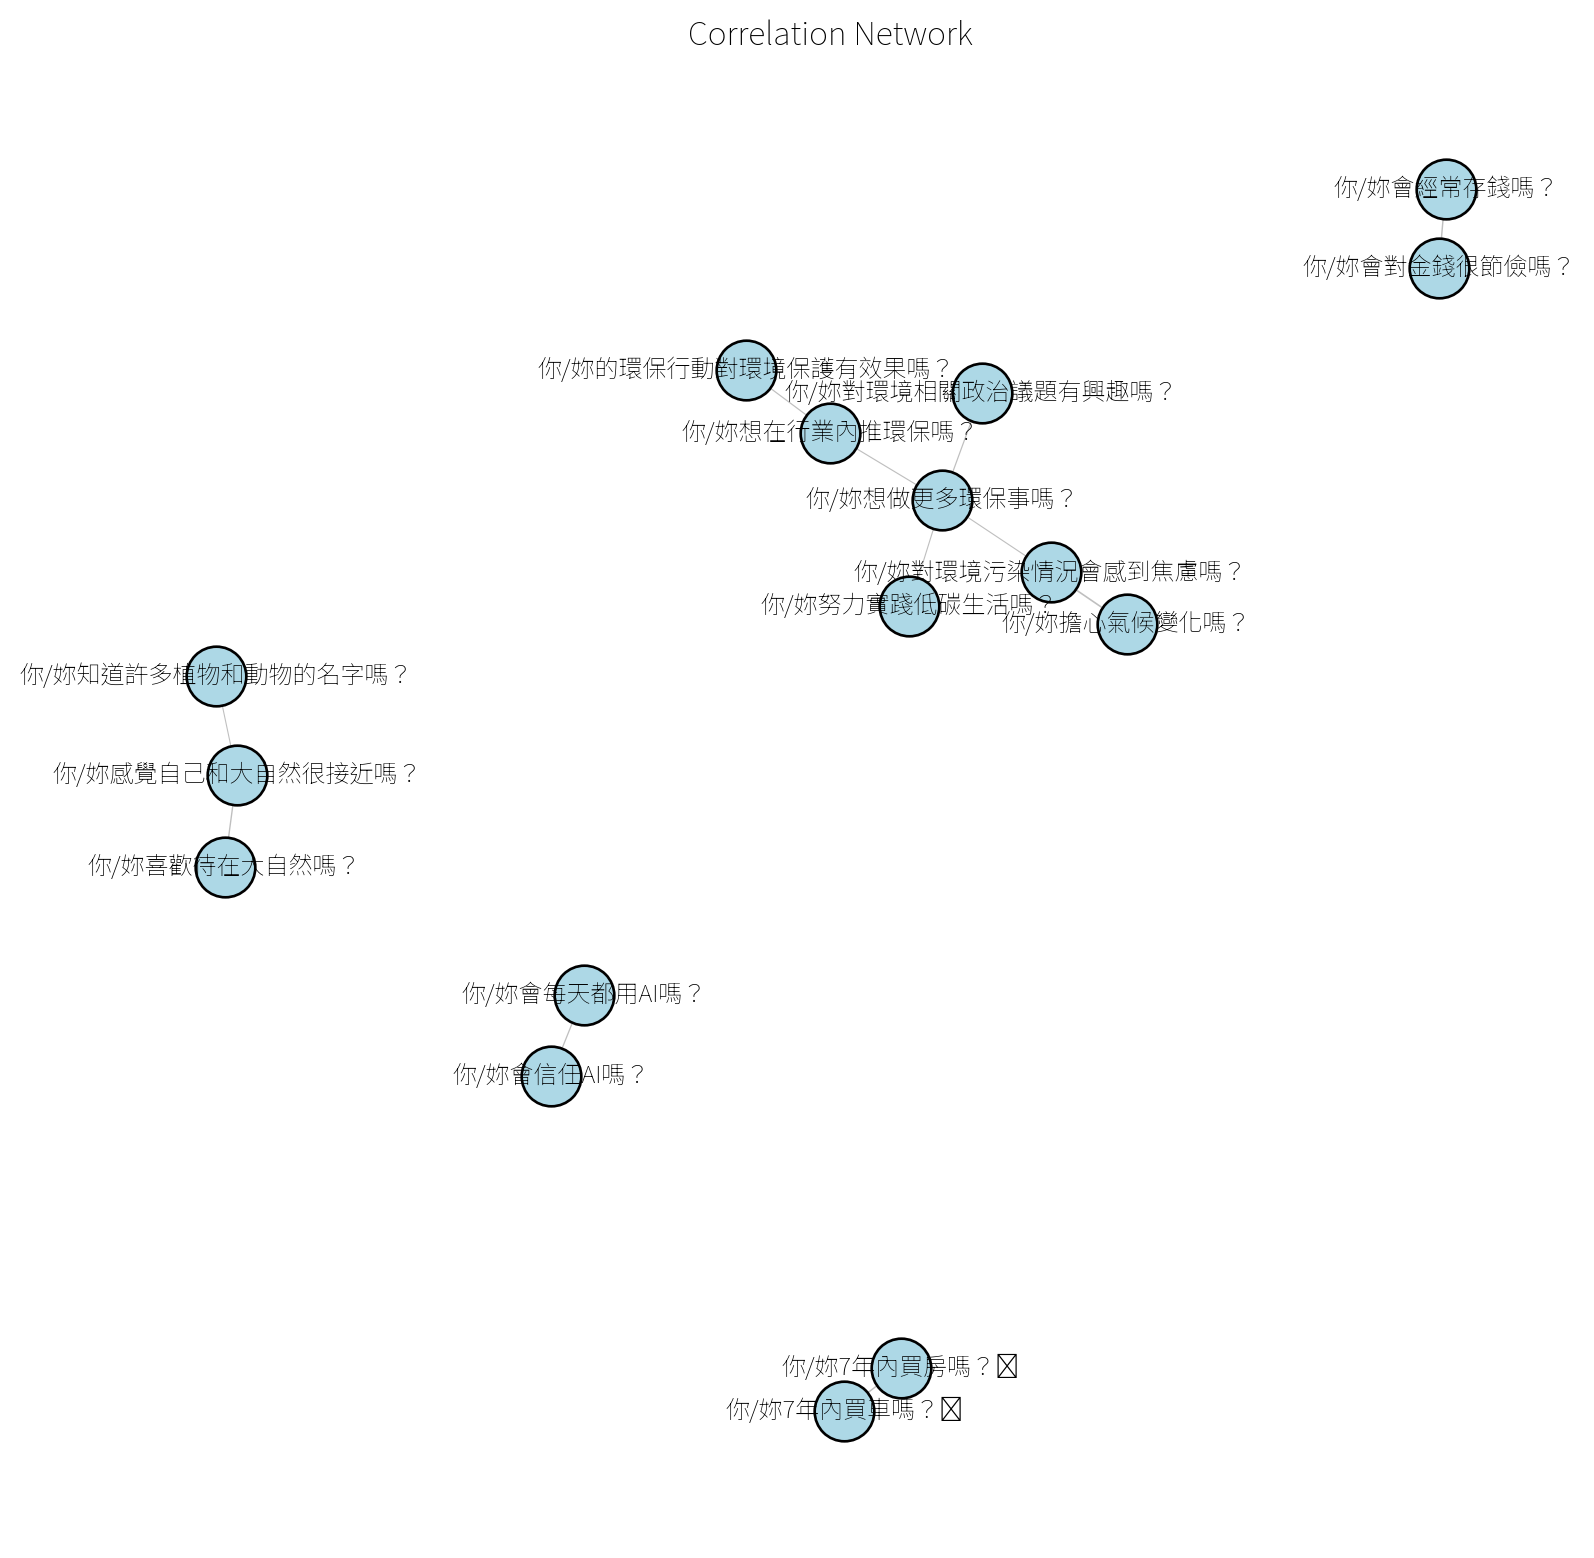 Correlation Network
你/妳會經常存錢嗎？
你/妳會對金錢很節儉嗎？
你/妳的環保行動對環境保護有效果嗎？
你/妳對環境相關政治議題有興趣嗎？
你/妳想在行業內推環保嗎？
你/妳想做更多環保事嗎？
你/妳對環境污染情況會感到焦慮嗎？
你/妳努力實踐低碳生活嗎？
你/妳擔心氣候變化嗎？
你/妳知道許多植物和動物的名字嗎？
你/妳感覺自己和大自然很接近嗎？
你/妳喜歡待在大自然嗎？
你/妳會每天都用AI嗎？
你/妳會信任AI嗎？
你/妳7年內買房嗎？
你/妳7年內買車嗎？